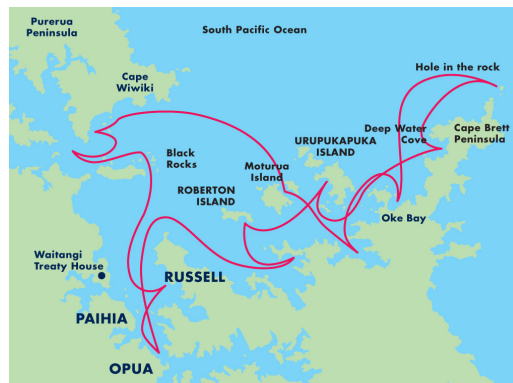 Purerua
Peninsula
South Pacific Ocean
Hole in the rock
Cape
Wiwiki
Deep Water
Cove
Cape Brett
Peninsula
URUPUKAPUKA
ISLAND
Black
Rocks
Moturua
Island
ROBERTON
ISLAND
Oke Bay
Waitangi
Treaty House
RUSSELL
PAIHIA
OPUA